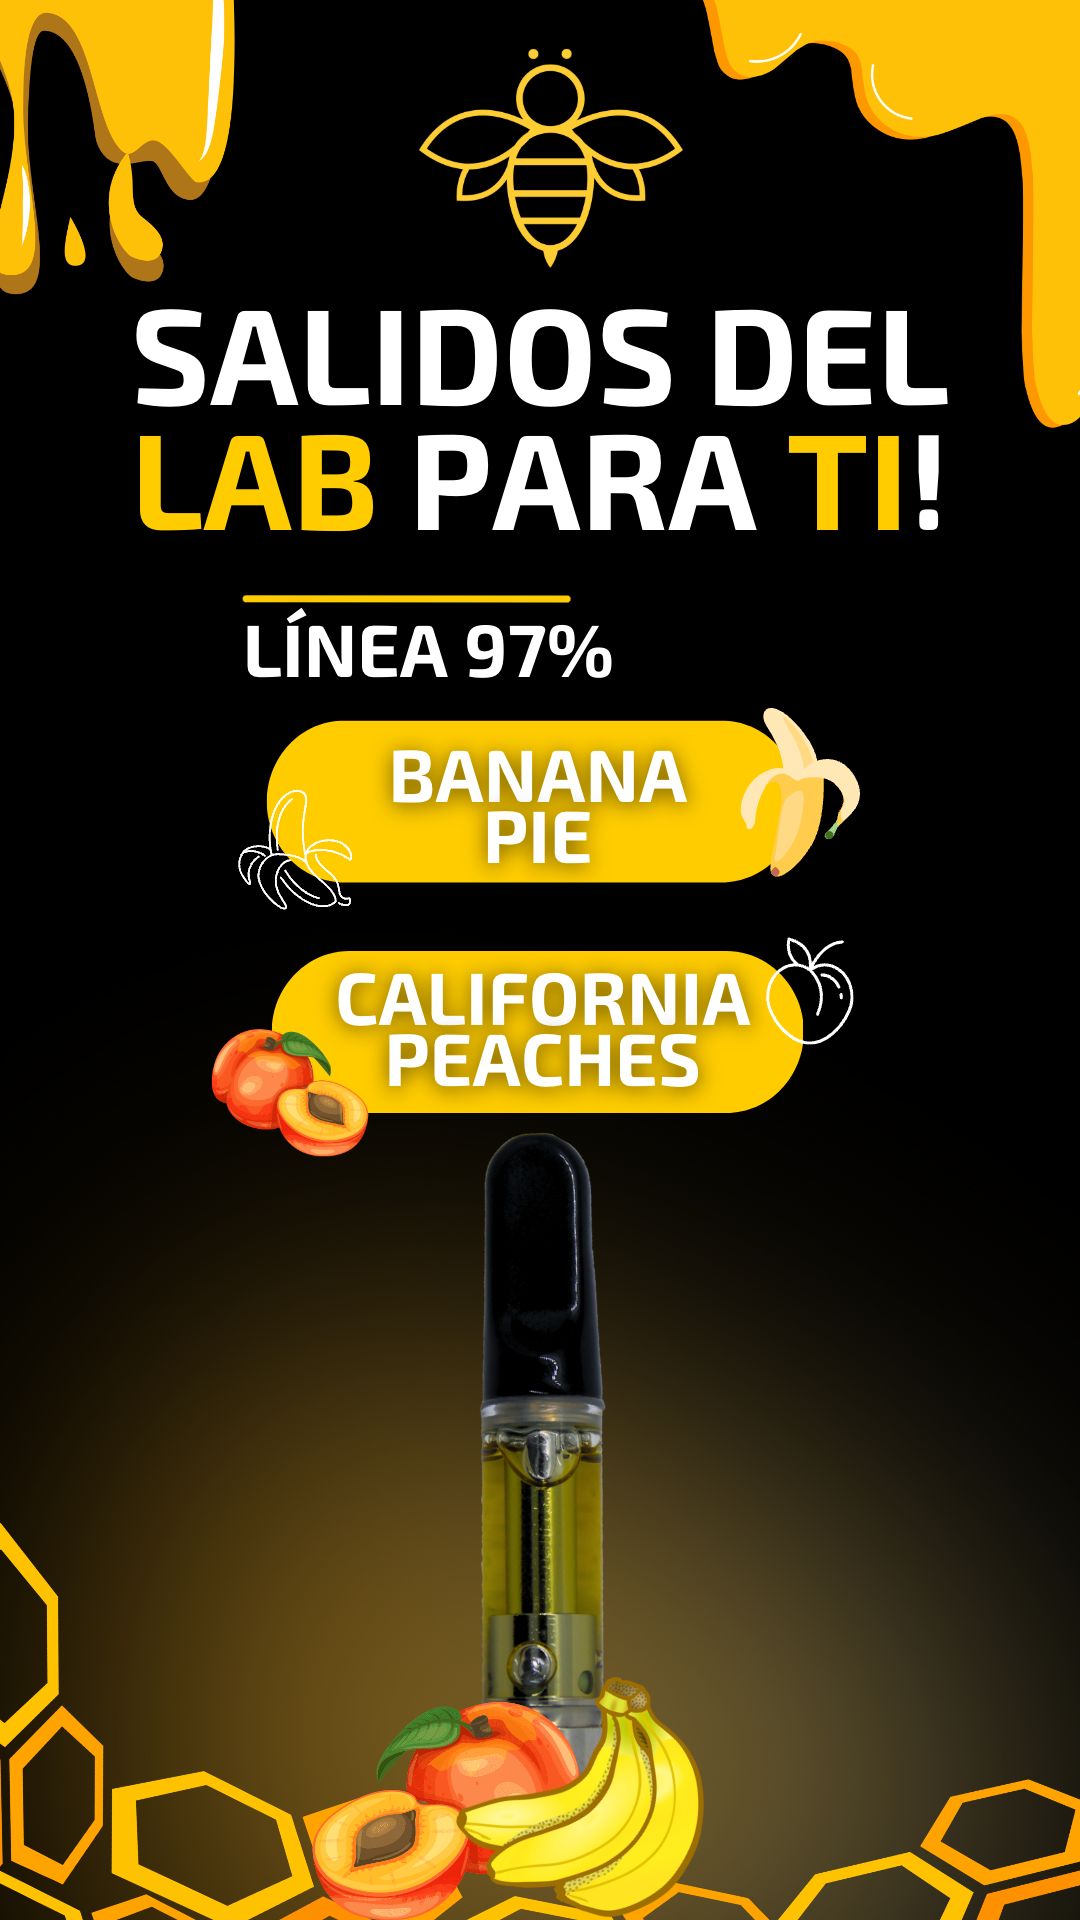 SALIDOS DEL
LAB PARA TI!
LÍNEA 97%
BANANA
PIE
CALIFORNIA
PEACHES